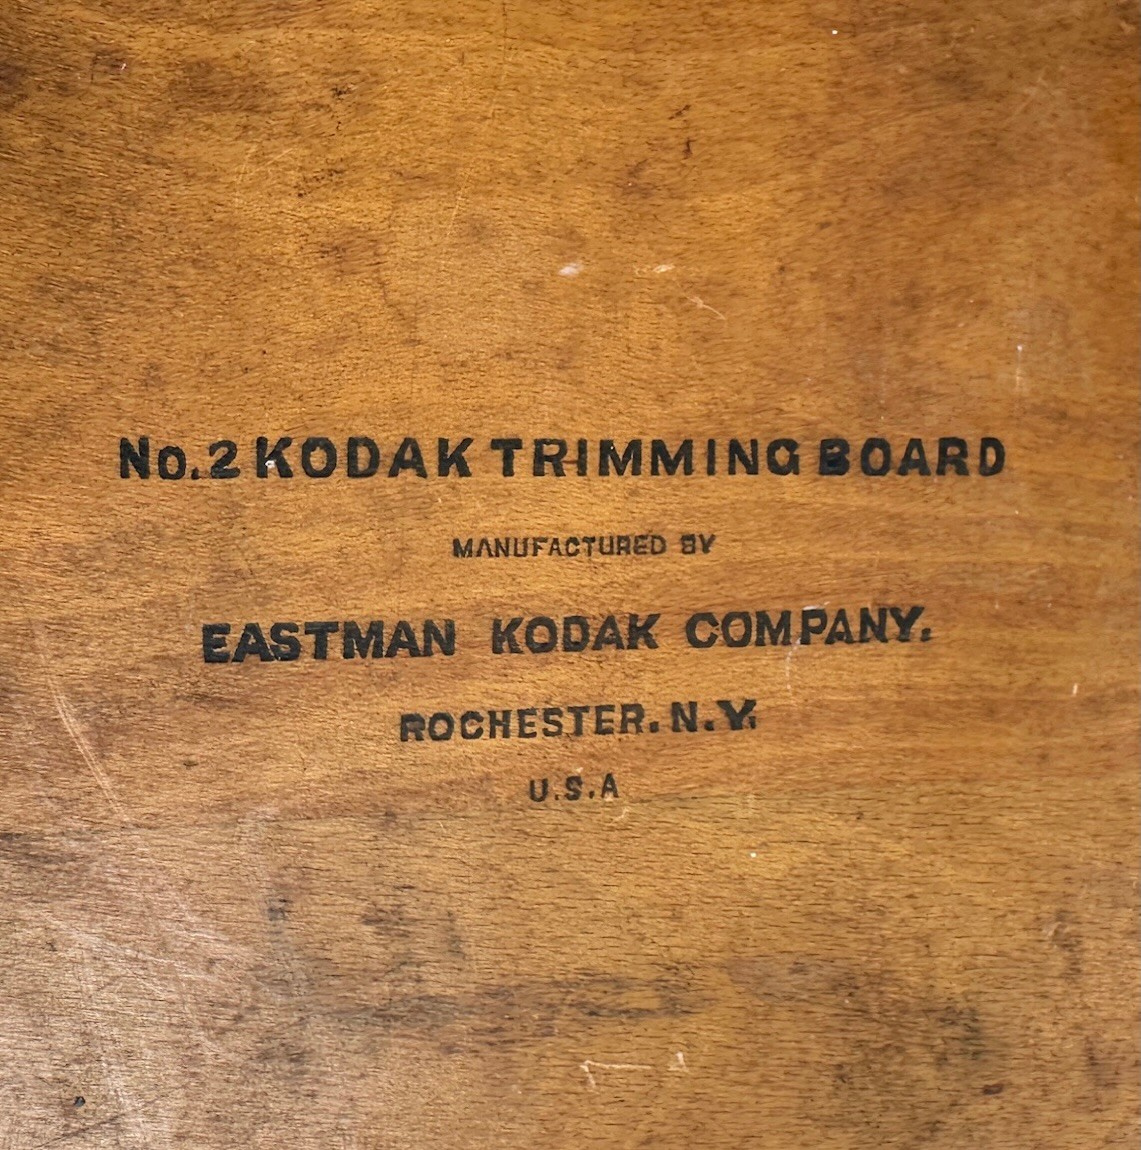 No.2 KODAK TRIMMING BOARD
MANUFACTURED BY
EASTMAN KODAK COMPANY.
ROCHESTER. N.Y.
U.S.A